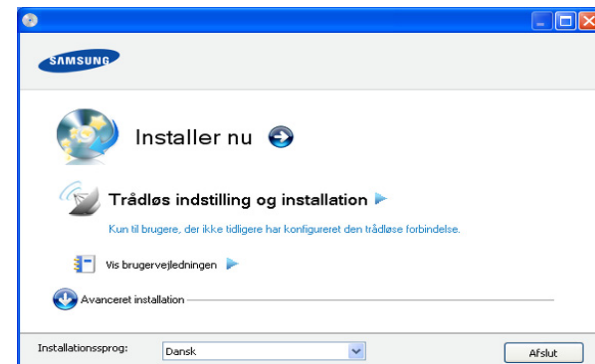 SAMSUNG
Installer nu
Trådløs indstilling og installation
Kun til brugere, der ikke tidligere har konfigureret den trådløse forbindelse.
Vis brugervejledningen
Avanceret installation
Installationssprog: Dansk Afslut